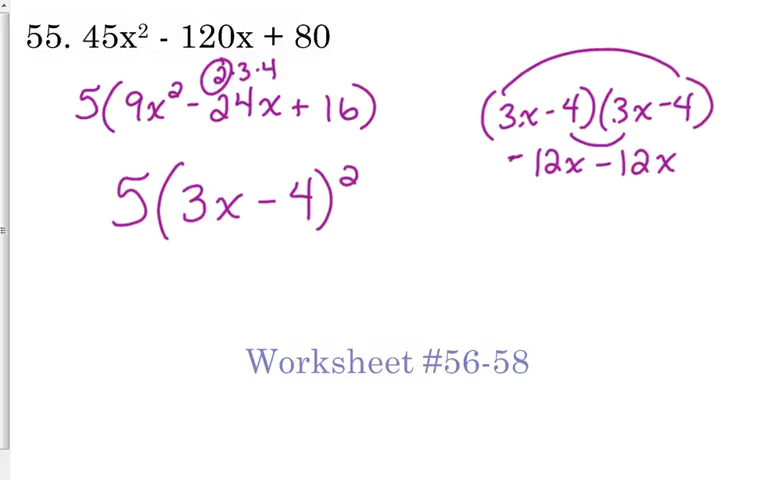 55. 45x² - 120x + 80
2·3·4
5(9x² - 24x + 16)
(3x - 4)(3x - 4)
- 12x - 12x
5(3x - 4)²
Worksheet #56-58